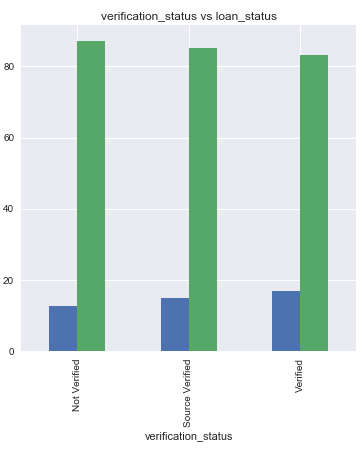 verification_status vs loan_status
80
60
40
20
0
Not Verified
Source Verified
Verified
verification_status